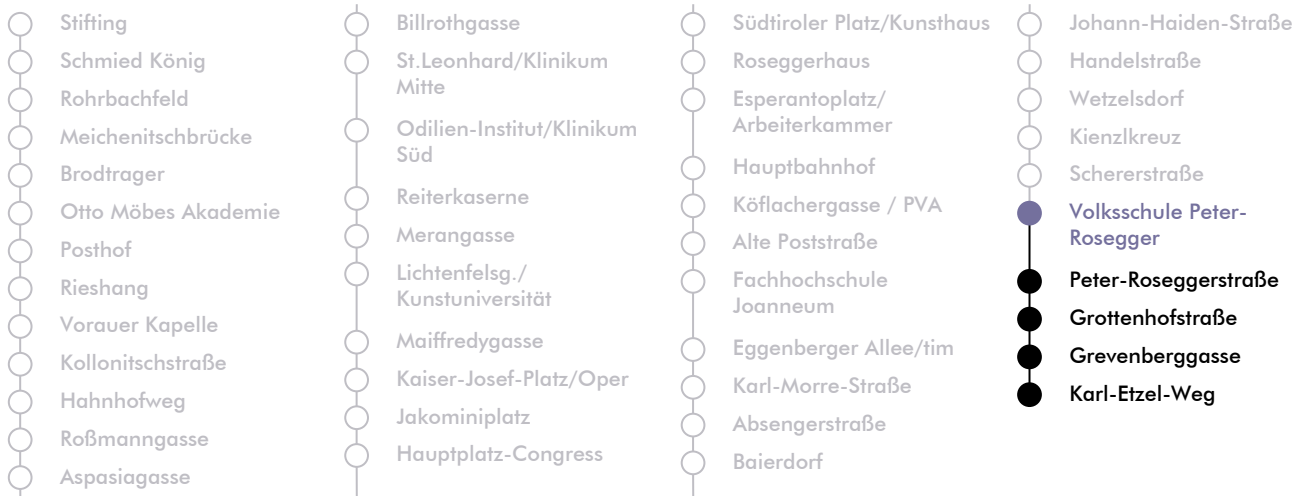 Stifting
Schmied König
Rohrbachfeld
Meichenitschbrücke
Brodtrager
Otto Möbes Akademie
Posthof
Rieshang
Vorauer Kapelle
Kollonitschstraße
Hahnhofweg
Roßmanngasse
Aspasiagasse
Billrothgasse
St.Leonhard/Klinikum
Mitte
Odilien-Institut/Klinikum
Süd
Reiterkaserne
Merangasse
Lichtenfelsg./
Kunstuniversität
Maiffredygasse
Kaiser-Josef-Platz/Oper
Jakominiplatz
Hauptplatz-Congress
Südtiroler Platz/Kunsthaus
Roseggerhaus
Esperantoplatz/
Arbeiterkammer
Hauptbahnhof
Köflachergasse / PVA
Alte Poststraße
Fachhochschule
Joanneum
Eggenberger Allee/tim
Karl-Morre-Straße
Absengerstraße
Baierdorf
Johann-Haiden-Straße
Handelstraße
Wetzelsdorf
Kienzlkreuz
Schererstraße
Volksschule Peter-
Rosegger
Peter-Roseggerstraße
Grottenhofstraße
Grevenberggasse
Karl-Etzel-Weg